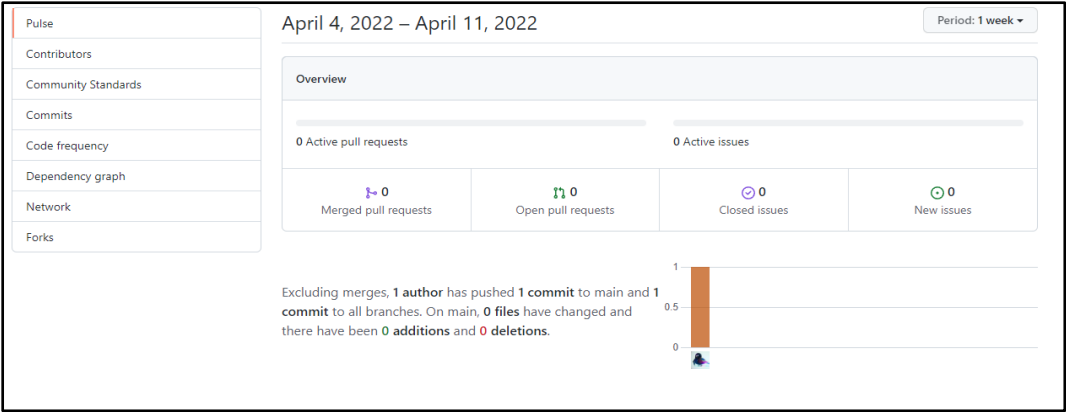 Pulse
Contributors
Community Standards
Commits
Code frequency
Dependency graph
Network
Forks
April 4, 2022 – April 11, 2022
Period: 1 week
Overview
0 Active pull requests
0 Active issues
0
Merged pull requests
0
Open pull requests
0
Closed issues
0
New issues
Excluding merges, 1 author has pushed 1 commit to main and 1
commit to all branches. On main, 0 files have changed and
there have been 0 additions and 0 deletions.
1
0.5
0